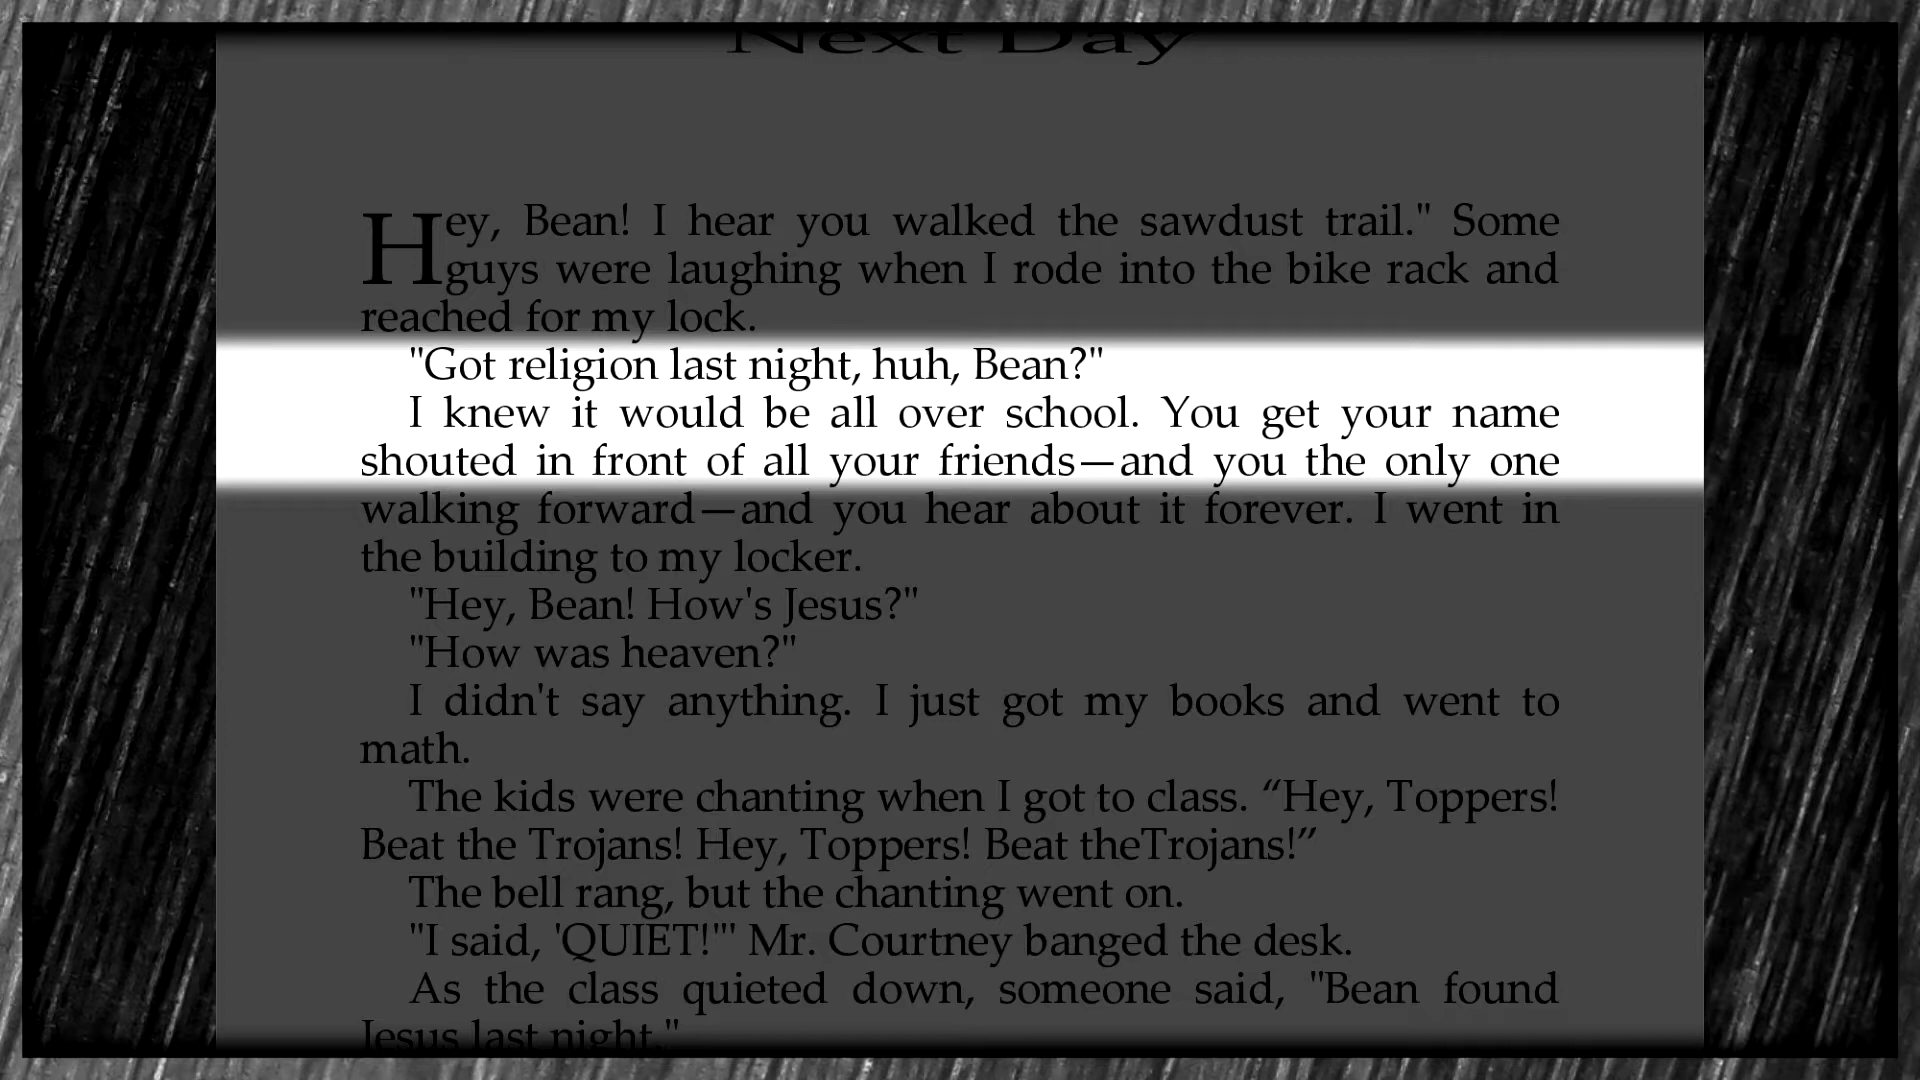 Next Day
Hey, Bean! I hear you walked the sawdust trail." Some
guys were laughing when I rode into the bike rack and
reached for my lock.
"Got religion last night, huh, Bean?"
I knew it would be all over school. You get your name
shouted in front of all your friends—and you the only one
walking forward—and you hear about it forever. I went in
the building to my locker.
"Hey, Bean! How's Jesus?"
"How was heaven?"
I didn't say anything. I just got my books and went to
math.
The kids were chanting when I got to class. “Hey, Toppers!
Beat the Trojans! Hey, Toppers! Beat theTrojans!”
The bell rang, but the chanting went on.
"I said, 'QUIET!'" Mr. Courtney banged the desk.
As the class quieted down, someone said, "Bean found
Jesus last night."